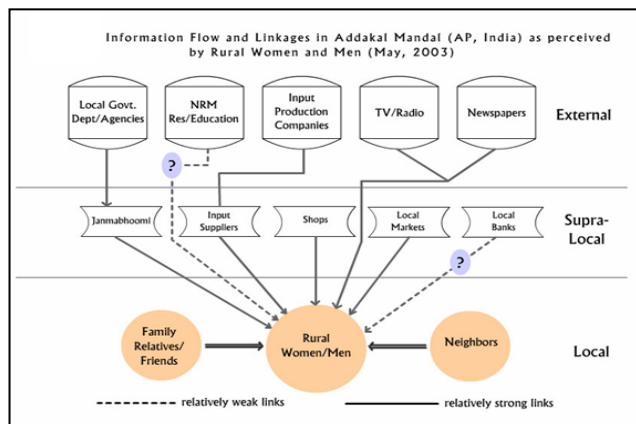 Information Flow and Linkages in Addakal Mandal (AP, India) as perceived
by Rural Women and Men (May, 2003)
Local Govt.
Dept/Agencies
NRM
Res/Education
Input
Production
Companies
TV/Radio
Newspapers
External
?
Janmabhoomi
Input
Suppliers
Shops
Local
Markets
Local
Banks
Supra-
Local
?
Family
Relatives/
Friends
Rural
Women/Men
Neighbors
Local
relatively weak links
relatively strong links